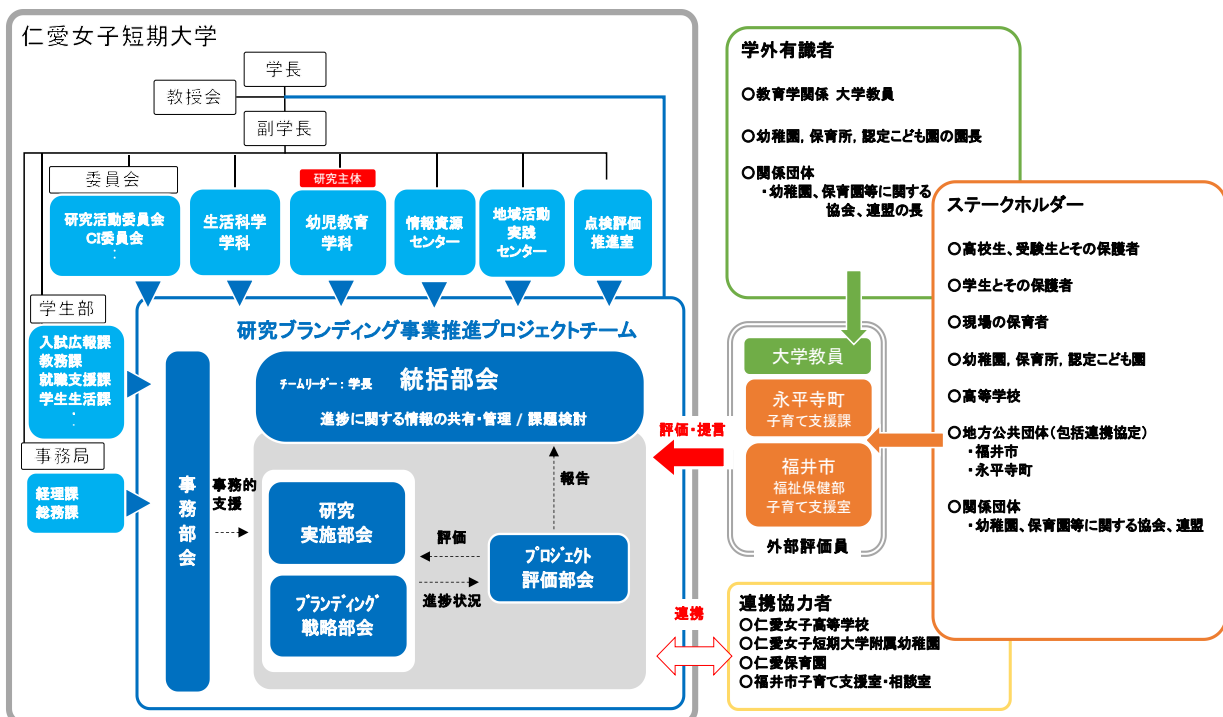 仁愛女子短期大学
学長
教授会
副学長
委員会
研究活動委員会
CI委員会
:
生活科学
学科
研究主体
幼児教育
学科
情報資源
センター
地域活動
実践
センター
点検評価
推進室
学生部
入試広報課
教務課
就職支援課
学生生活課
:
事務局
経理課
総務課
研究ブランディング事業推進プロジェクトチーム
チームリーダー:学長 統括部会
進捗に関する情報の共有・管理 / 課題検討
事務部会
事務的
支援
研究
実施部会
ブランディング
戦略部会
評価
進捗状況
報告
プロジェクト
評価部会
評価・提言
連携
学外有識者
○教育学関係 大学教員
○幼稚園,保育所,認定こども園の園長
○関係団体
・幼稚園、保育園等に関する
協会、連盟の長
大学教員
永平寺町
子育て支援課
福井市
福祉保健部
子育て支援室
外部評価員
ステークホルダー
○高校生、受験生とその保護者
○学生とその保護者
○現場の保育者
○幼稚園,保育所,認定こども園
○高等学校
○地方公共団体(包括連携協定)
・福井市
・永平寺町
○関係団体
・幼稚園、保育園等に関する協会、連盟
連携協力者
○仁愛女子高等学校
○仁愛女子短期大学附属幼稚園
○仁愛保育園
○福井市子育て支援室・相談室